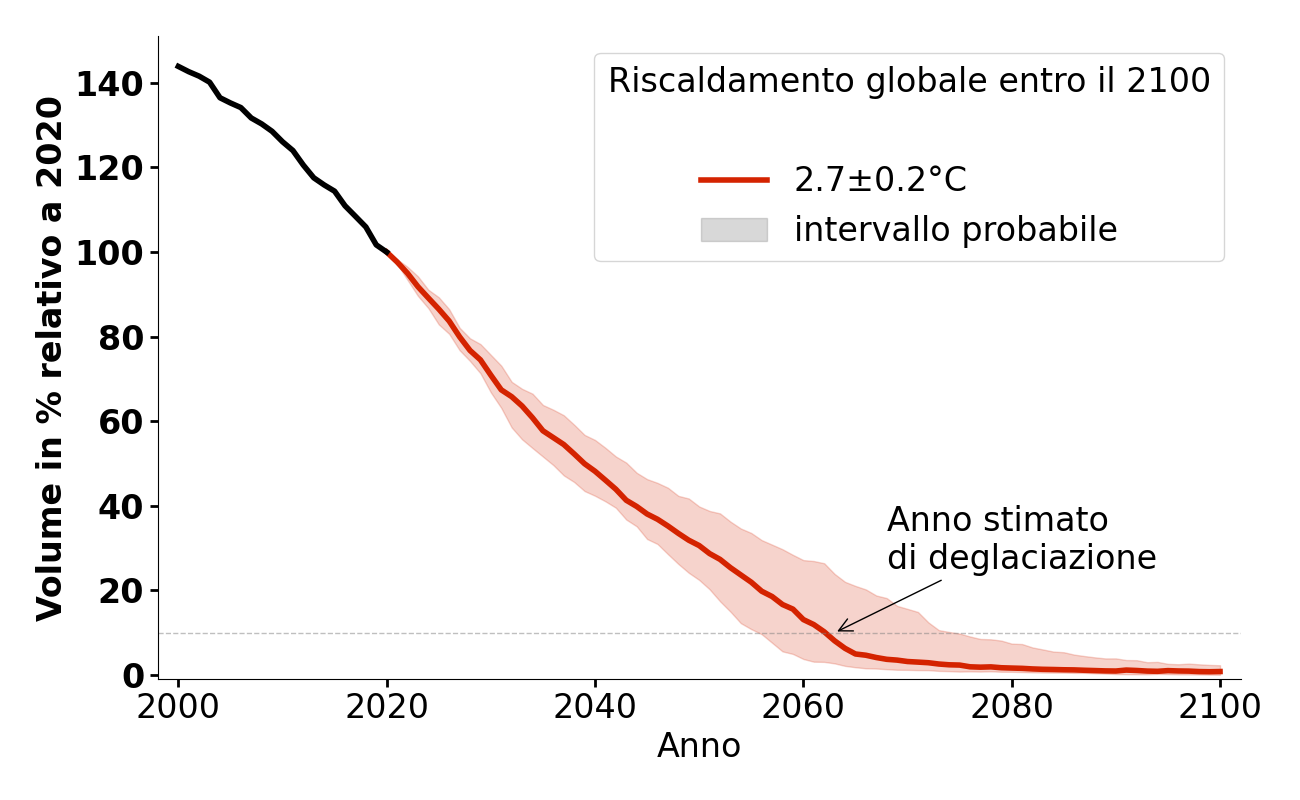 Volume in % relativo a 2020
140
120
100
80
60
40
20
0
Riscaldamento globale entro il 2100
2.7±0.2°C
intervallo probabile
Anno stimato
di deglaciazione
2000 2020 2040 2060 2080 2100
Anno